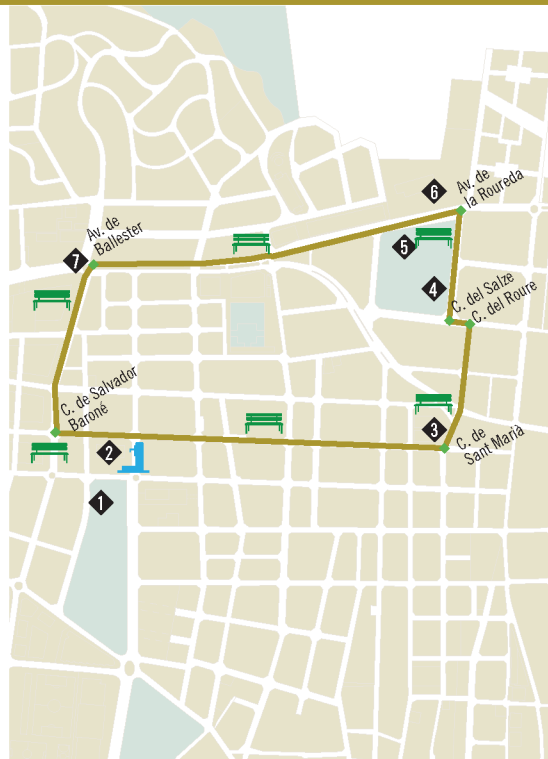 6
Av. de
la Roureda
Av. de
Ballester
7
5
4
C. del Salze
C. del Roure
C. de Salvador
Baroné
3
C. de
Sant Marià
2
1